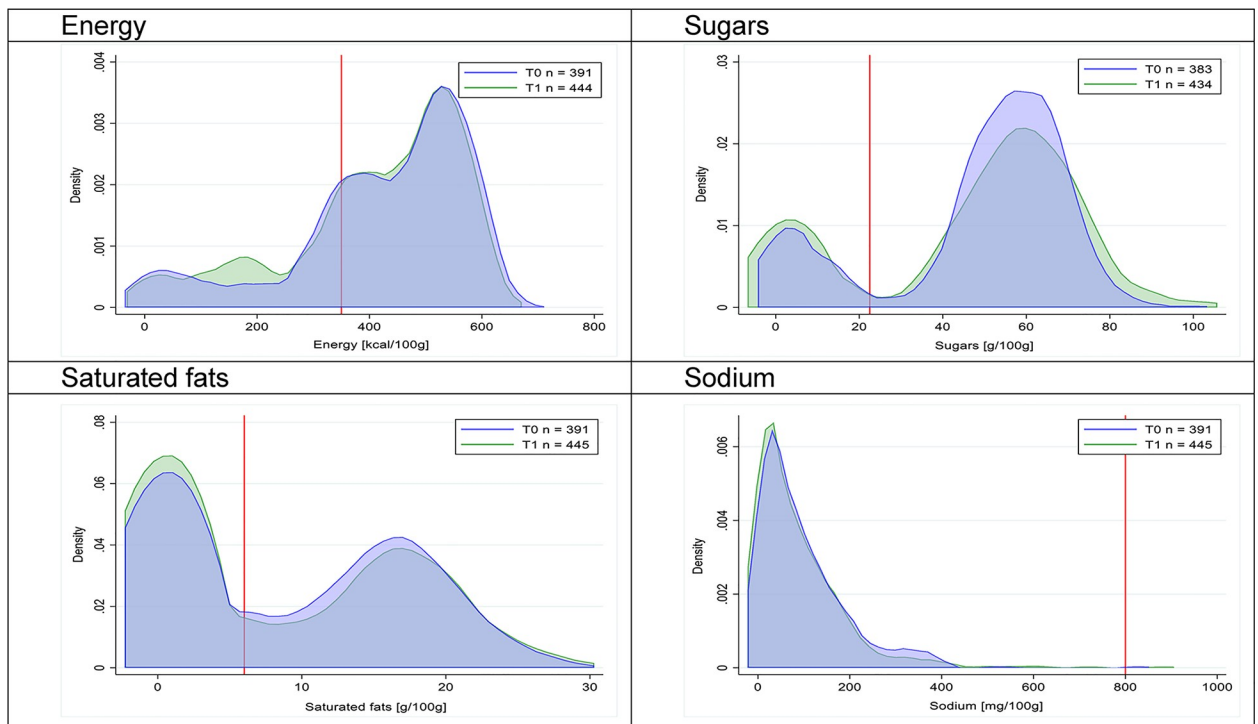 Energy
Sugars
T0 n = 391
T1 n = 444
Density
0 .001 .002 .003 .004
0 200 400 600 800
Energy [kcal/100g]
T0 n = 383
T1 n = 434
Density
0 .01 .02 .03
0 20 40 60 80 100
Sugars [g/100g]
Saturated fats
Sodium
T0 n = 391
T1 n = 445
Density
0 .02 .04 .06 .08
0 10 20 30
Saturated fats [g/100g]
T0 n = 391
T1 n = 445
Density
0 .002 .004 .006
0 200 400 600 800 1000
Sodium [mg/100g]